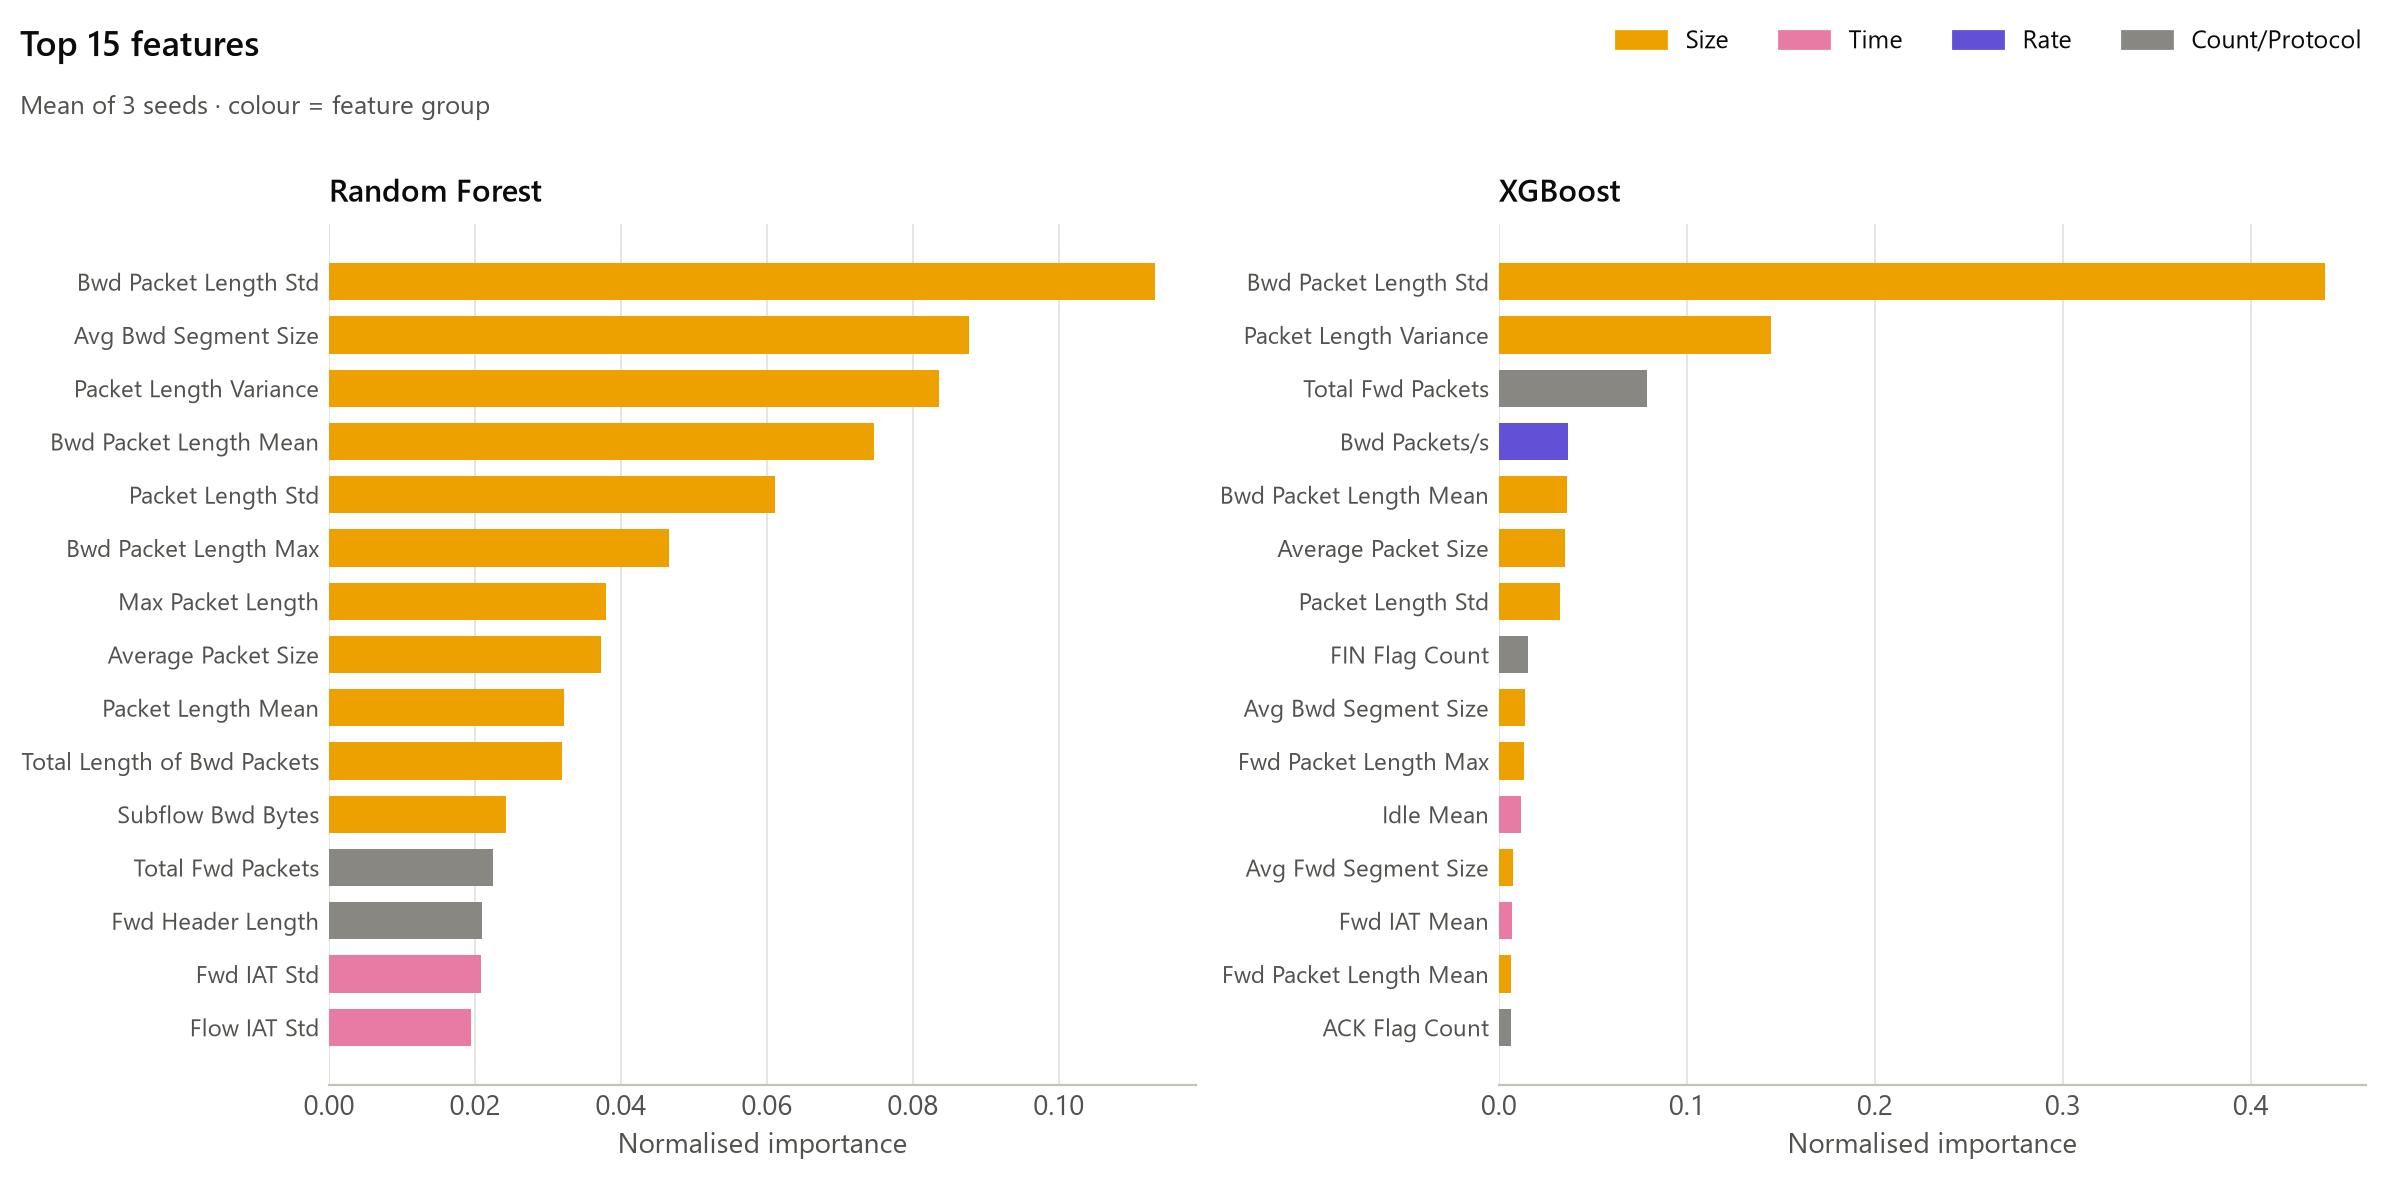 Top 15 features
Mean of 3 seeds · colour = feature group
Size
Time
Rate
Count/Protocol
Random Forest
Bwd Packet Length Std
Avg Bwd Segment Size
Packet Length Variance
Bwd Packet Length Mean
Packet Length Std
Bwd Packet Length Max
Max Packet Length
Average Packet Size
Packet Length Mean
Total Length of Bwd Packets
Subflow Bwd Bytes
Total Fwd Packets
Fwd Header Length
Fwd IAT Std
Flow IAT Std
0.00 0.02 0.04 0.06 0.08 0.10
Normalised importance
XGBoost
Bwd Packet Length Std
Packet Length Variance
Total Fwd Packets
Bwd Packets/s
Bwd Packet Length Mean
Average Packet Size
Packet Length Std
FIN Flag Count
Avg Bwd Segment Size
Fwd Packet Length Max
Idle Mean
Avg Fwd Segment Size
Fwd IAT Mean
Fwd Packet Length Mean
ACK Flag Count
0.0 0.1 0.2 0.3 0.4
Normalised importance